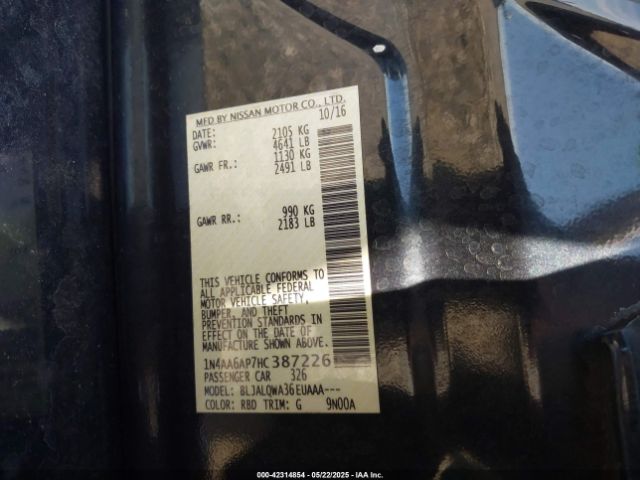 MFD BY NISSAN MOTOR CO., LTD.
DATE: 10/16
GVWR: 2105 KG
4641 LB
GAWR FR.: 1130 KG
2491 LB
GAWR RR.: 990 KG
2183 LB
THIS VEHICLE CONFORMS TO
ALL APPLICABLE FEDERAL
MOTOR VEHICLE SAFETY,
BUMPER, AND THEFT
PREVENTION STANDARDS IN
EFFECT ON THE DATE OF
MANUFACTURE SHOWN ABOVE.
1N4AA6AP7HC387226
PASSENGER CAR 326
MODEL: BLJALQWA36EUAAA---
COLOR: RBD TRIM: G 9N00A
000-42314854 | 05/22/2025 | IAA Inc.